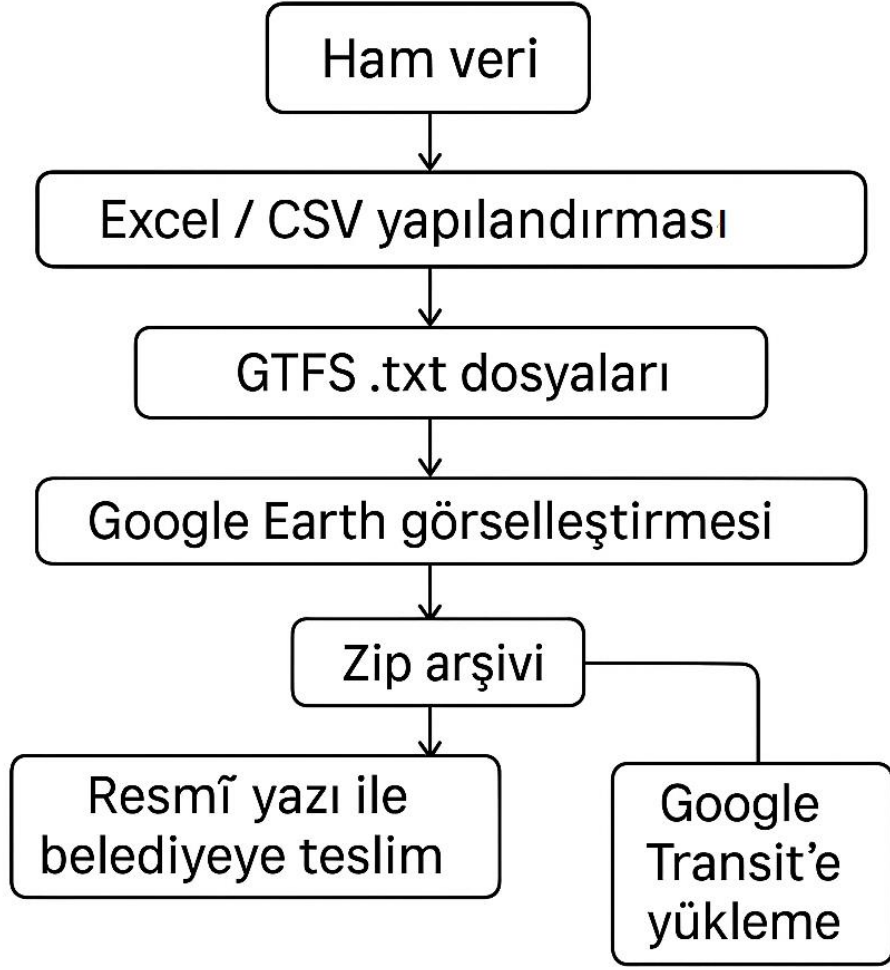 Ham veri
Excel / CSV yapılandırması
GTFS .txt dosyaları
Google Earth görselleştirmesi
Zip arşivi
Resmĩ yazı ile
belediyeye teslim
Google
Transit’e
yükleme